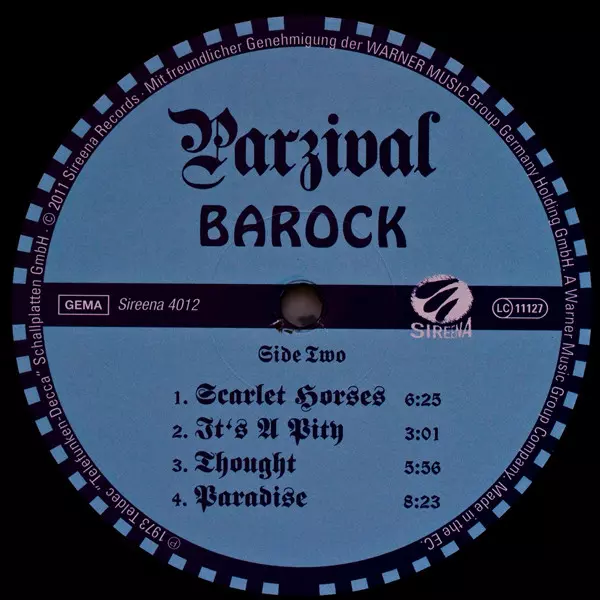 Parzival
BAROCK
GEMA Sireena 4012
SIREENA
LC 11127
Side Two
1. Scarlet Horses 6:25
2. It's A Pity 3:01
3. Thought 5:56
4. Paradise 8:23
℗ 1973 Teldec "Telefunken-Decca" Schallplatten GmbH · © 2011 Sireena Records · Mit freundlicher Genehmigung der WARNER MUSIC Group Germany Holding GmbH. A Warner Music Group Company. Made in the EC.